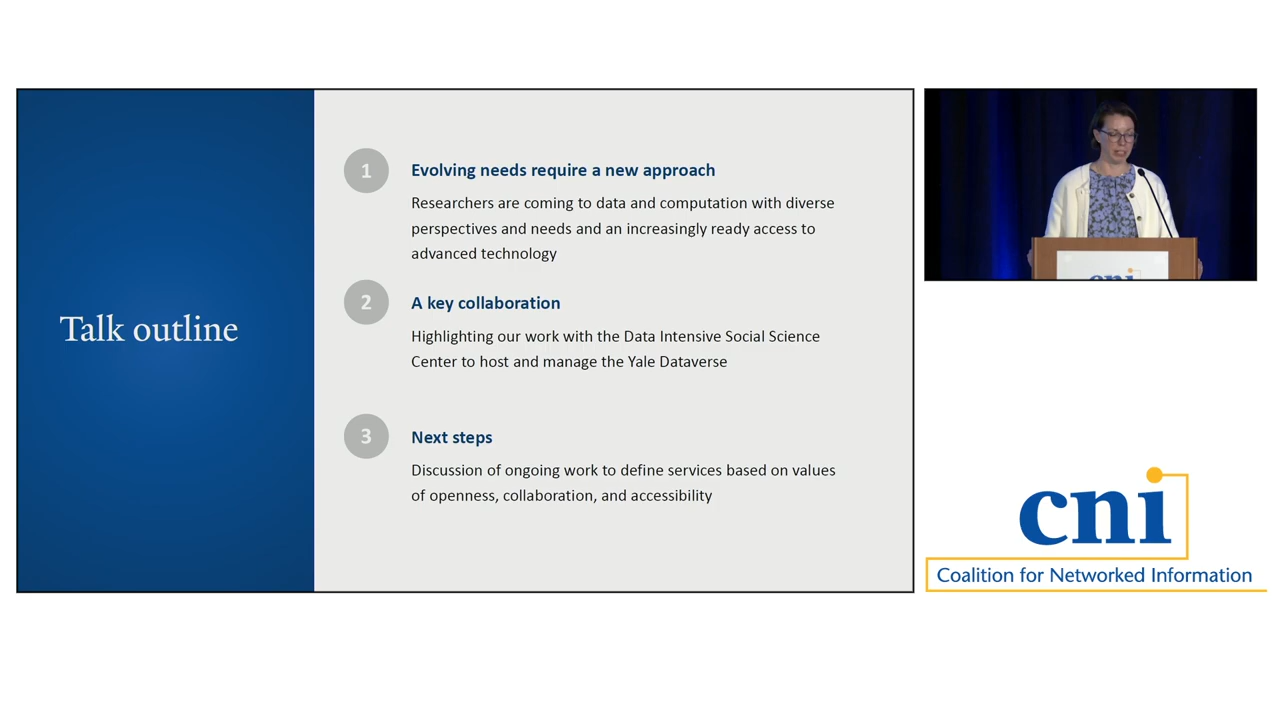 Talk outline
1
Evolving needs require a new approach
Researchers are coming to data and computation with diverse
perspectives and needs and an increasingly ready access to
advanced technology
2
A key collaboration
Highlighting our work with the Data Intensive Social Science
Center to host and manage the Yale Dataverse
3
Next steps
Discussion of ongoing work to define services based on values
of openness, collaboration, and accessibility
cni
cni
Coalition for Networked Information